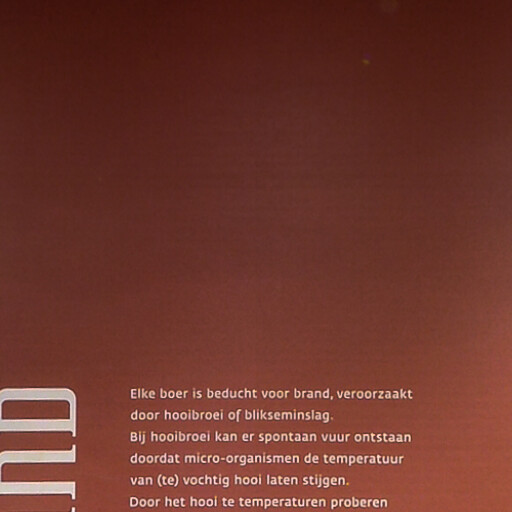 Elke boer is beducht voor brand, veroorzaakt
door hooibroei of blikseminslag.
Bij hooibroei kan er spontaan vuur ontstaan
doordat micro-organismen de temperatuur
van (te) vochtig hooi laten stijgen.
Door het hooi te temperaturen proberen